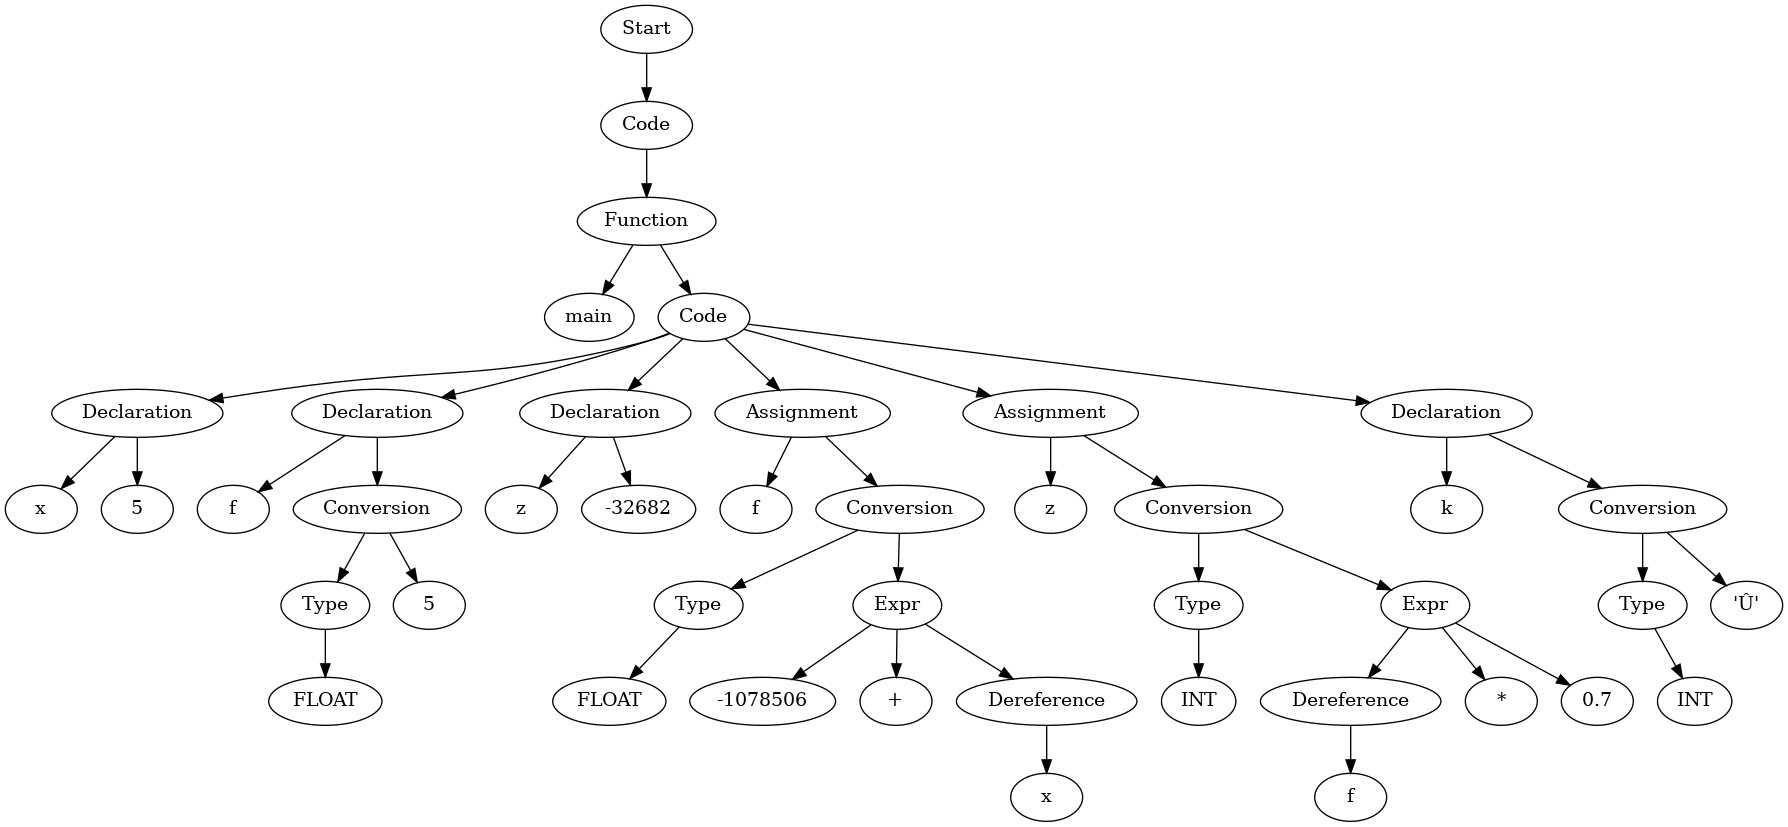 Start
Code
Function
main Code
Declaration Declaration Declaration Assignment Assignment Declaration
x 5 f Conversion z -32682 f Conversion z Conversion k Conversion
Type 5 Type Expr Type Expr Type 'Û'
FLOAT FLOAT -1078506 + Dereference INT Dereference * 0.7 INT
x f